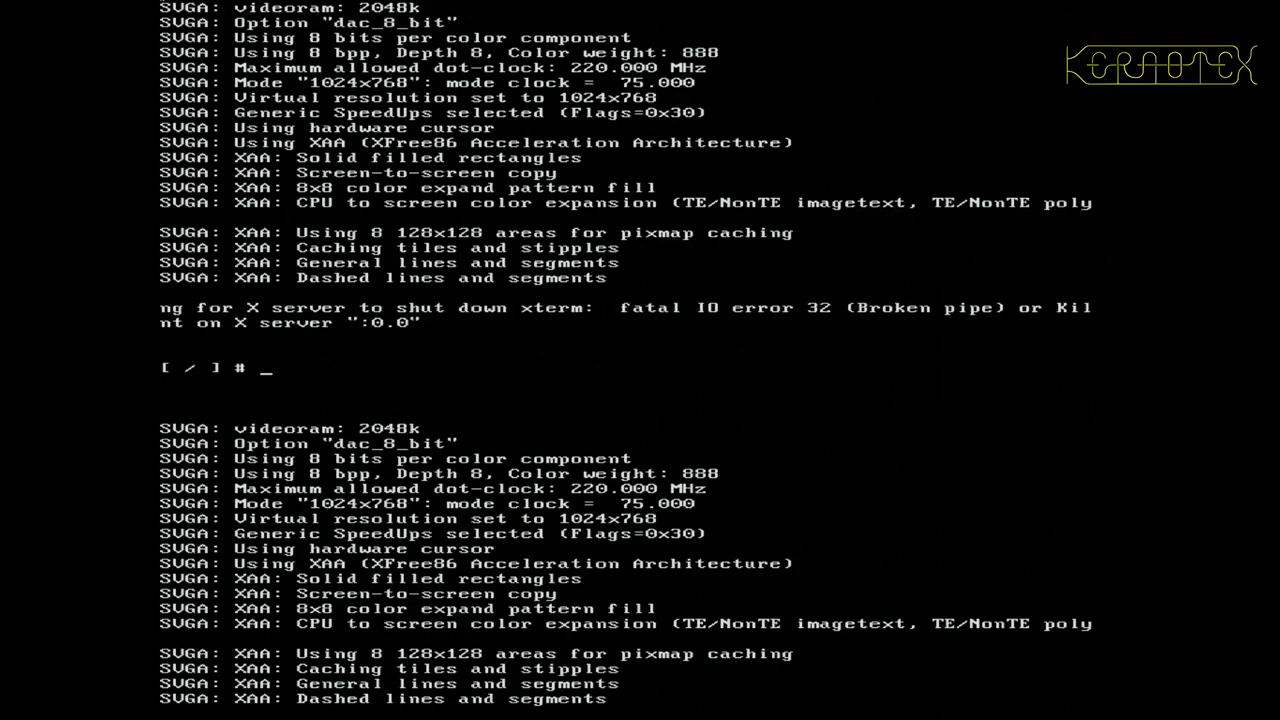 SVGA: videoram: 2048k
SVGA: Option "dac_8_bit"
SVGA: Using 8 bits per color component
SVGA: Using 8 bpp, Depth 8, Color weight: 888
SVGA: Maximum allowed dot-clock: 220.000 MHz
SVGA: Mode "1024x768": mode clock =  75.000
SVGA: Virtual resolution set to 1024x768
SVGA: Generic SpeedUps selected (Flags=0x30)
SVGA: Using hardware cursor
SVGA: Using XAA (XFree86 Acceleration Architecture)
SVGA: XAA: Solid filled rectangles
SVGA: XAA: Screen-to-screen copy
SVGA: XAA: 8x8 color expand pattern fill
SVGA: XAA: CPU to screen color expansion (TE/NonTE imagetext, TE/NonTE poly
SVGA: XAA: Using 8 128x128 areas for pixmap caching
SVGA: XAA: Caching tiles and stipples
SVGA: XAA: General lines and segments
SVGA: XAA: Dashed lines and segments
ng for X server to shut down xterm:  fatal IO error 32 (Broken pipe) or Kil
nt on X server ":0.0"
[ / ] # _
SVGA: videoram: 2048k
SVGA: Option "dac_8_bit"
SVGA: Using 8 bits per color component
SVGA: Using 8 bpp, Depth 8, Color weight: 888
SVGA: Maximum allowed dot-clock: 220.000 MHz
SVGA: Mode "1024x768": mode clock =  75.000
SVGA: Virtual resolution set to 1024x768
SVGA: Generic SpeedUps selected (Flags=0x30)
SVGA: Using hardware cursor
SVGA: Using XAA (XFree86 Acceleration Architecture)
SVGA: XAA: Solid filled rectangles
SVGA: XAA: Screen-to-screen copy
SVGA: XAA: 8x8 color expand pattern fill
SVGA: XAA: CPU to screen color expansion (TE/NonTE imagetext, TE/NonTE poly
SVGA: XAA: Using 8 128x128 areas for pixmap caching
SVGA: XAA: Caching tiles and stipples
SVGA: XAA: General lines and segments
SVGA: XAA: Dashed lines and segments